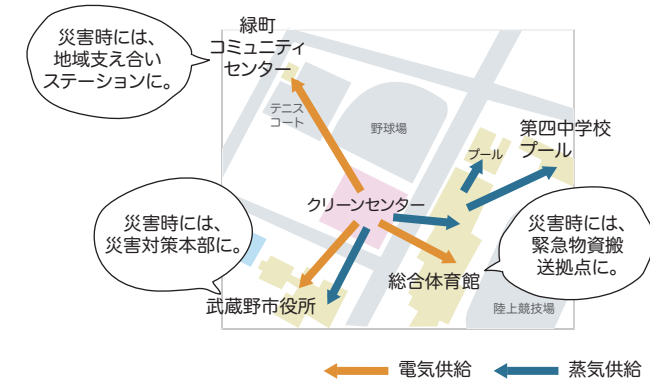 災害時には、
地域支え合い
ステーションに。
緑町
コミュニティ
センター
テニス
コート
野球場
プール
第四中学校
プール
クリーンセンター
災害時には、
災害対策本部に。
災害時には、
緊急物資搬
送拠点に。
総合体育館
武蔵野市役所
陸上競技場
電気供給
蒸気供給